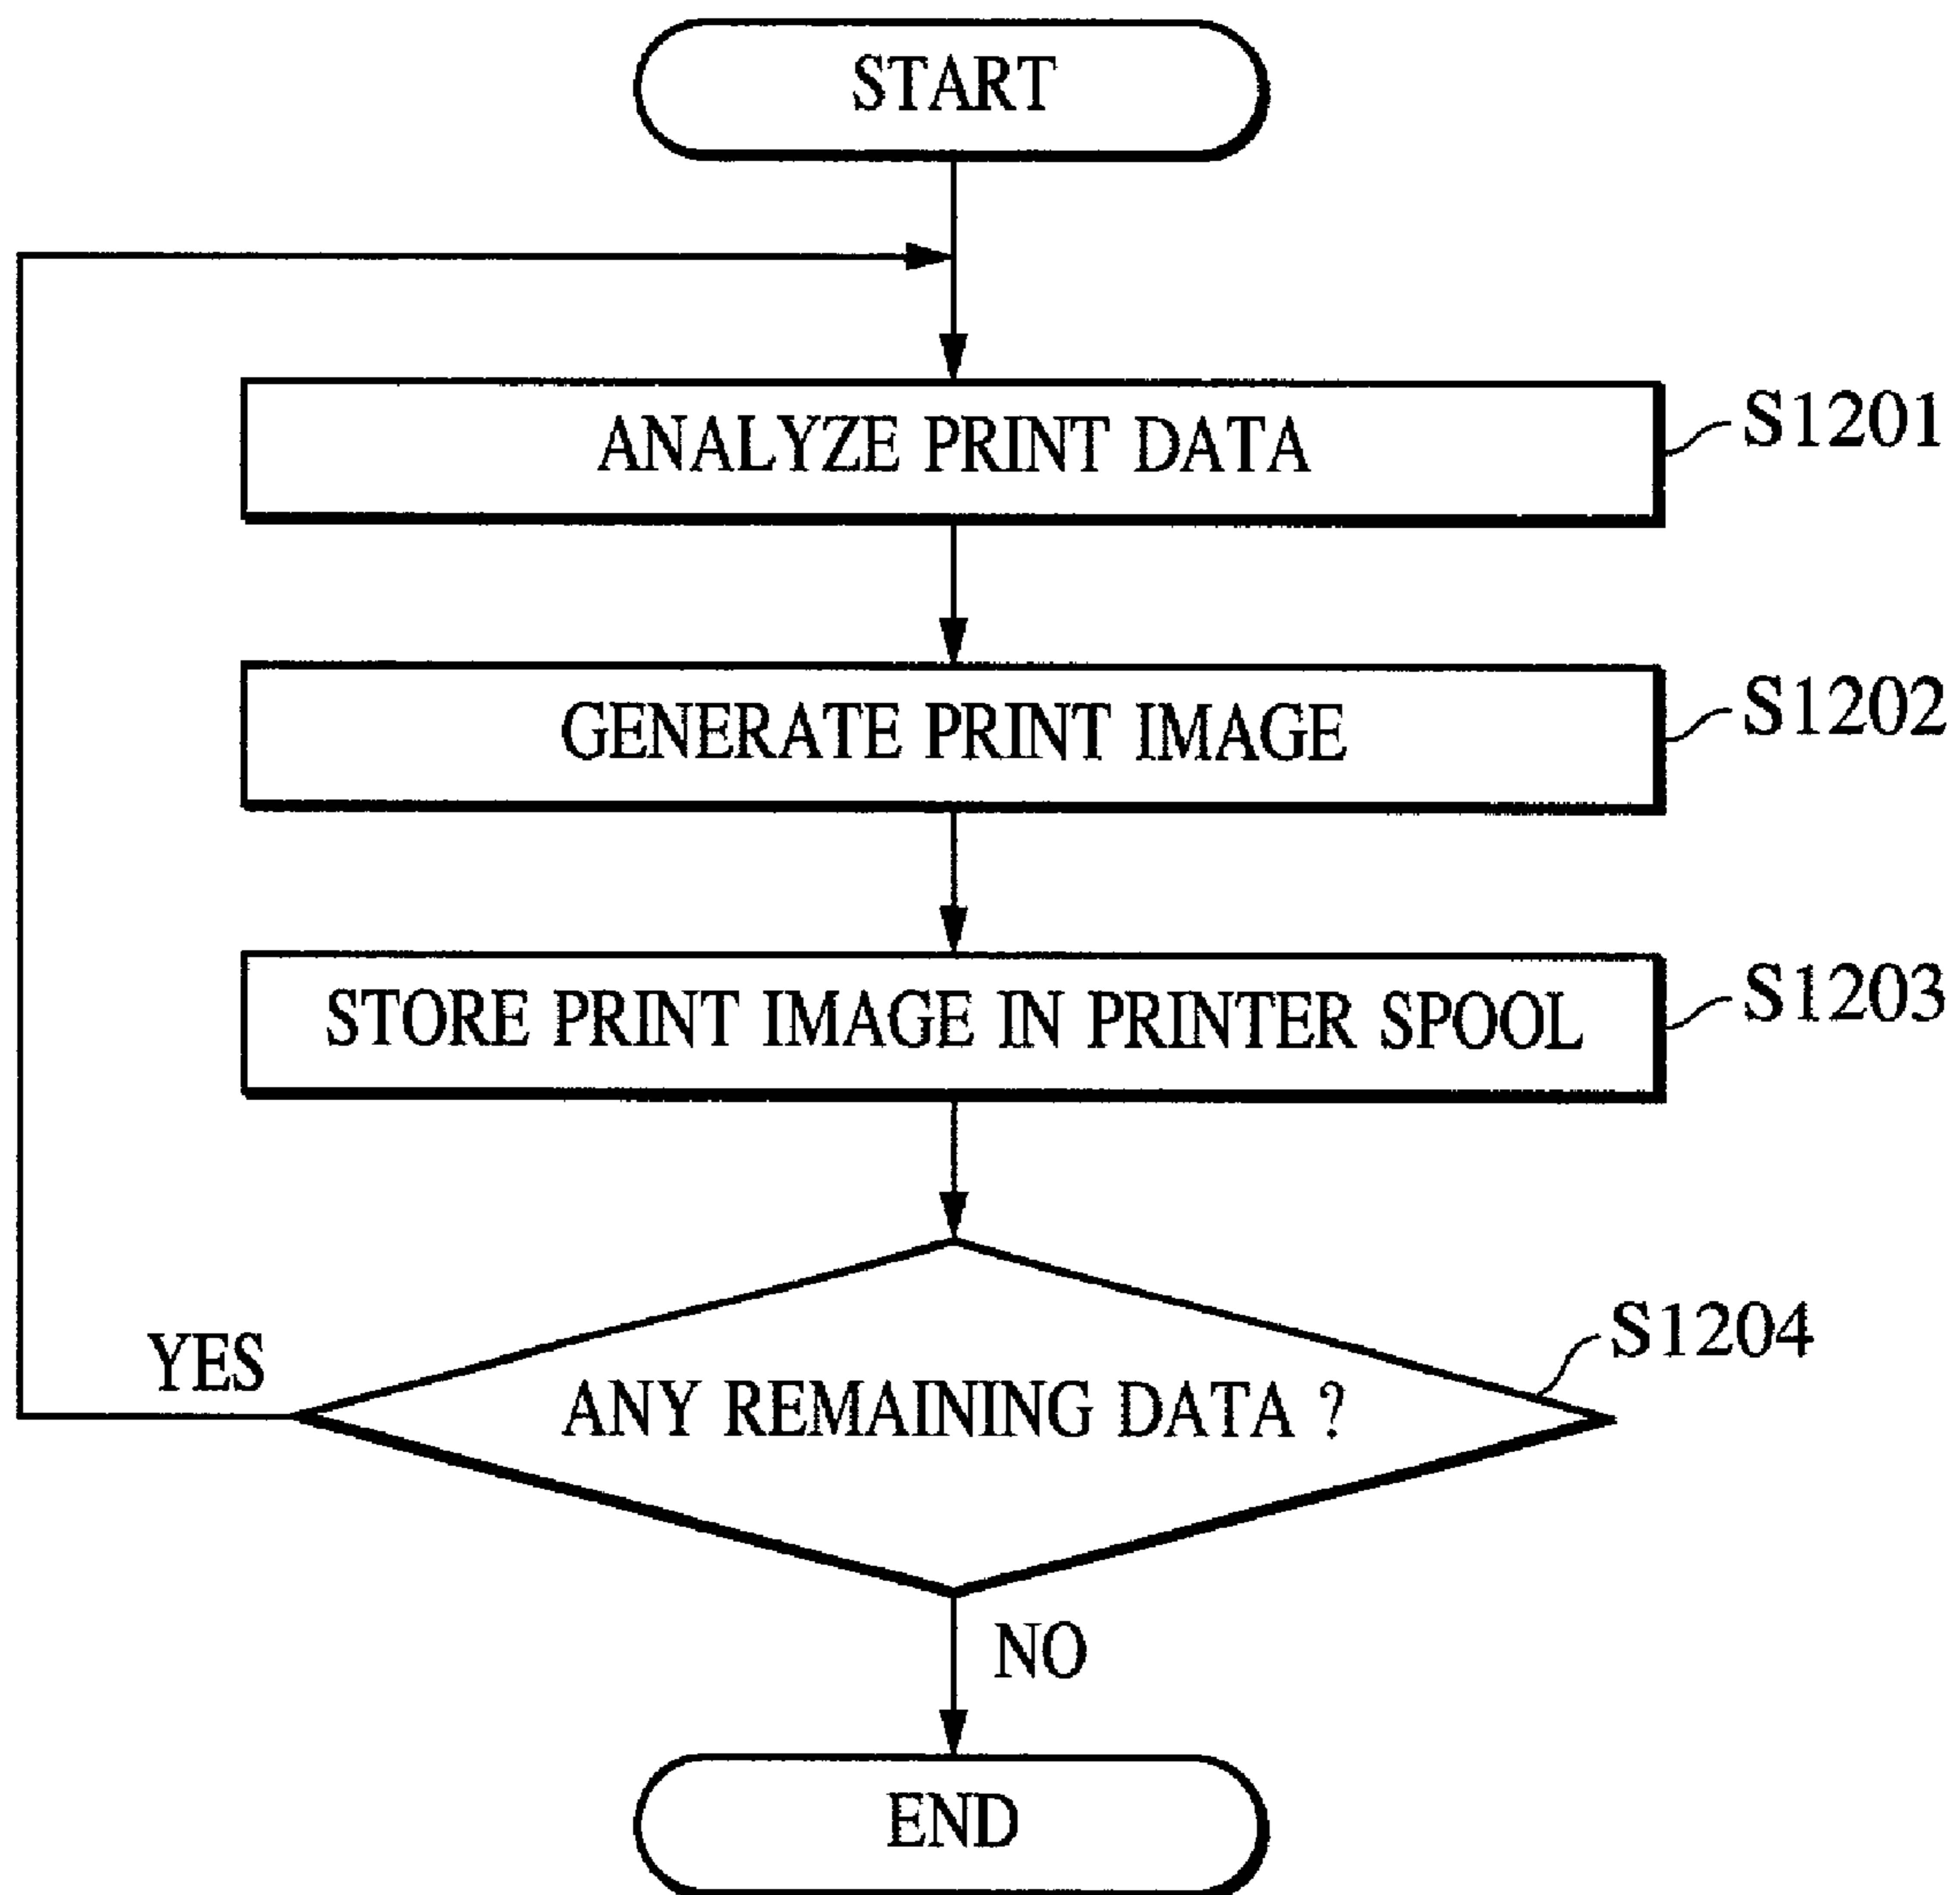 START
ANALYZE PRINT DATA
S1201
GENERATE PRINT IMAGE
S1202
STORE PRINT IMAGE IN PRINTER SPOOL
S1203
S1204
YES
ANY REMAINING DATA ?
NO
END